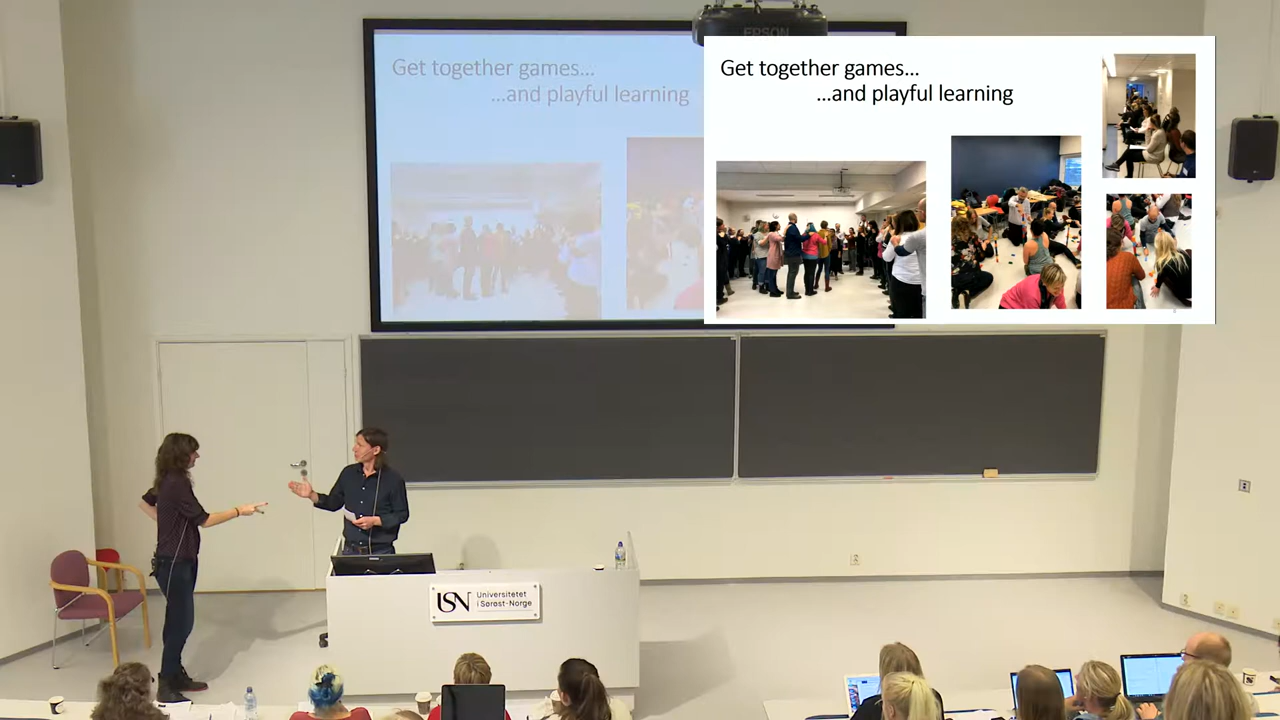 EPSON
Get together games...
...and playful learning
Get together games...
...and playful learning
USN
Universitetet
i Sørøst-Norge